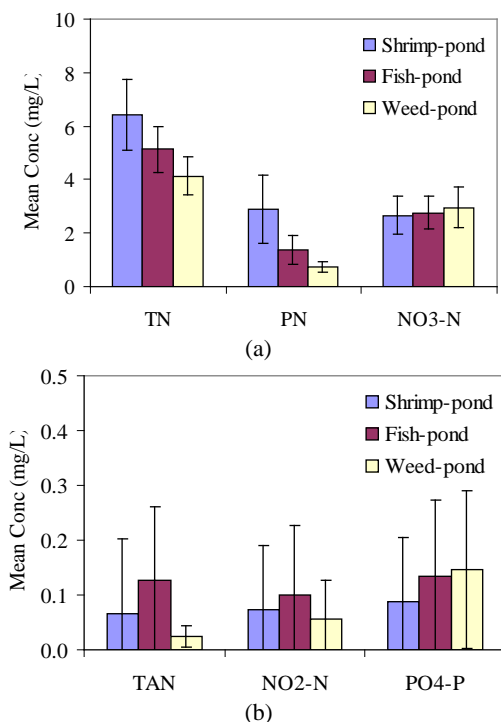 10
8
6
4
2
0
Mean Conc (mg/L)
Shrimp-pond
Fish-pond
Weed-pond
TN PN NO3-N
(a)
0.5
0.4
0.3
0.2
0.1
0.0
Mean Conc (mg/L)
Shrimp-pond
Fish-pond
Weed-pond
TAN NO2-N PO4-P
(b)